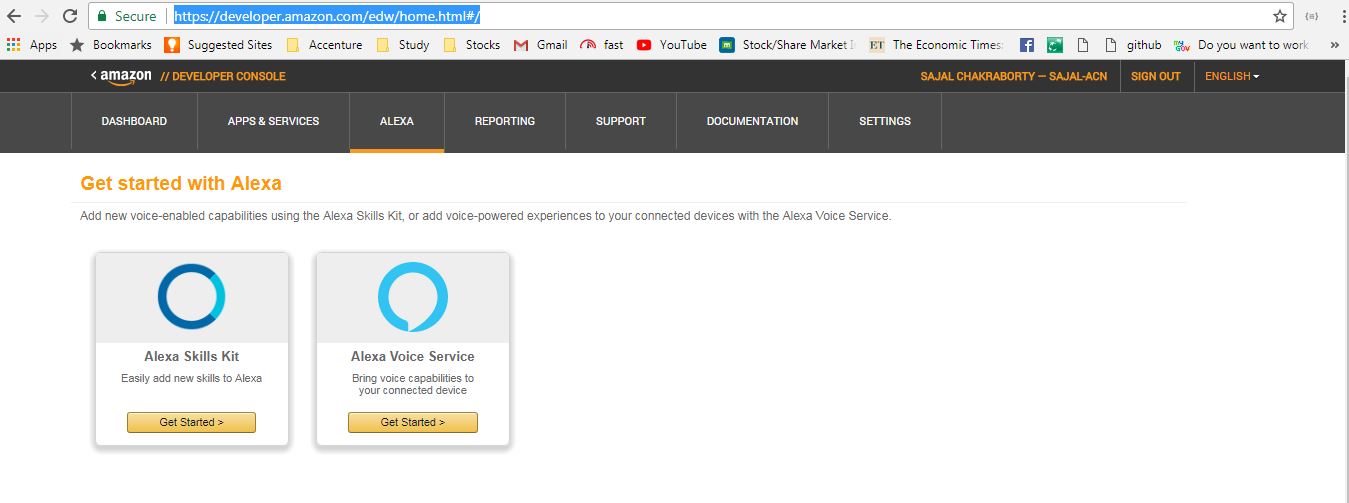 Secure https://developer.amazon.com/edw/home.html#/
Apps Bookmarks Suggested Sites Accenture Study Stocks Gmail fast YouTube Stock/Share Market I The Economic Times: github Do you want to work »
< amazon // DEVELOPER CONSOLE SAJAL CHAKRABORTY — SAJAL-ACN SIGN OUT ENGLISH
DASHBOARD APPS & SERVICES ALEXA REPORTING SUPPORT DOCUMENTATION SETTINGS
Get started with Alexa
Add new voice-enabled capabilities using the Alexa Skills Kit, or add voice-powered experiences to your connected devices with the Alexa Voice Service.
Alexa Skills Kit
Easily add new skills to Alexa
Get Started >
Alexa Voice Service
Bring voice capabilities to
your connected device
Get Started >